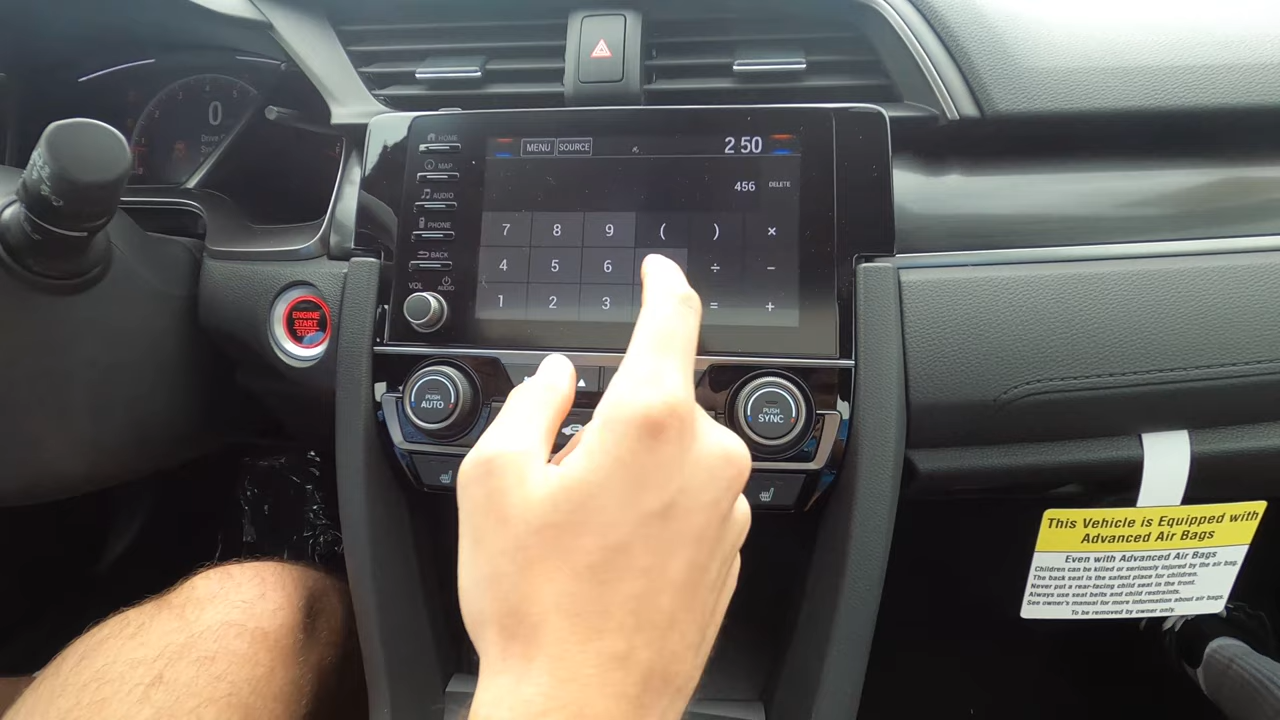 0
HOME
MAP
AUDIO
PHONE
BACK
VOL
AUDIO
MENU
SOURCE
2 50
456
DELETE
7 8 9 ( ) ×
4 5 6 ÷ −
1 2 3 = +
ENGINE
START
STOP
PUSH
AUTO
PUSH
SYNC
This Vehicle is Equipped with
Advanced Air Bags
Even with Advanced Air Bags
Children can be killed or seriously injured by the air bag.
The back seat is the safest place for children.
Never put a rear-facing child seat in the front.
Always use seat belts and child restraints.
See owner's manual for more information about air bags.
To be removed by owner only.